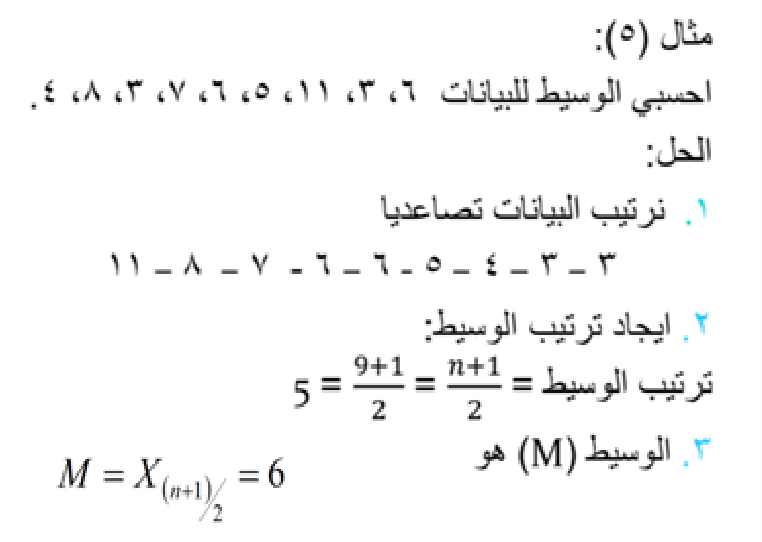 مثال (٥):
احسبي الوسيط للبيانات ٦، ٣، ١١، ٥، ٦، ٧، ٣، ٨، ٤.
الحل:
١. نرتيب البيانات تصاعديا
٣ – ٣ – ٤ – ٥ – ٦ – ٦ - ٧ – ٨ – ١١
٢. ايجاد ترتيب الوسيط:
ترتيب الوسيط = \frac{n+1}{2} = \frac{9+1}{2} = 5
٣. الوسيط (M) هو
M = X_{(n+1)/2} = 6